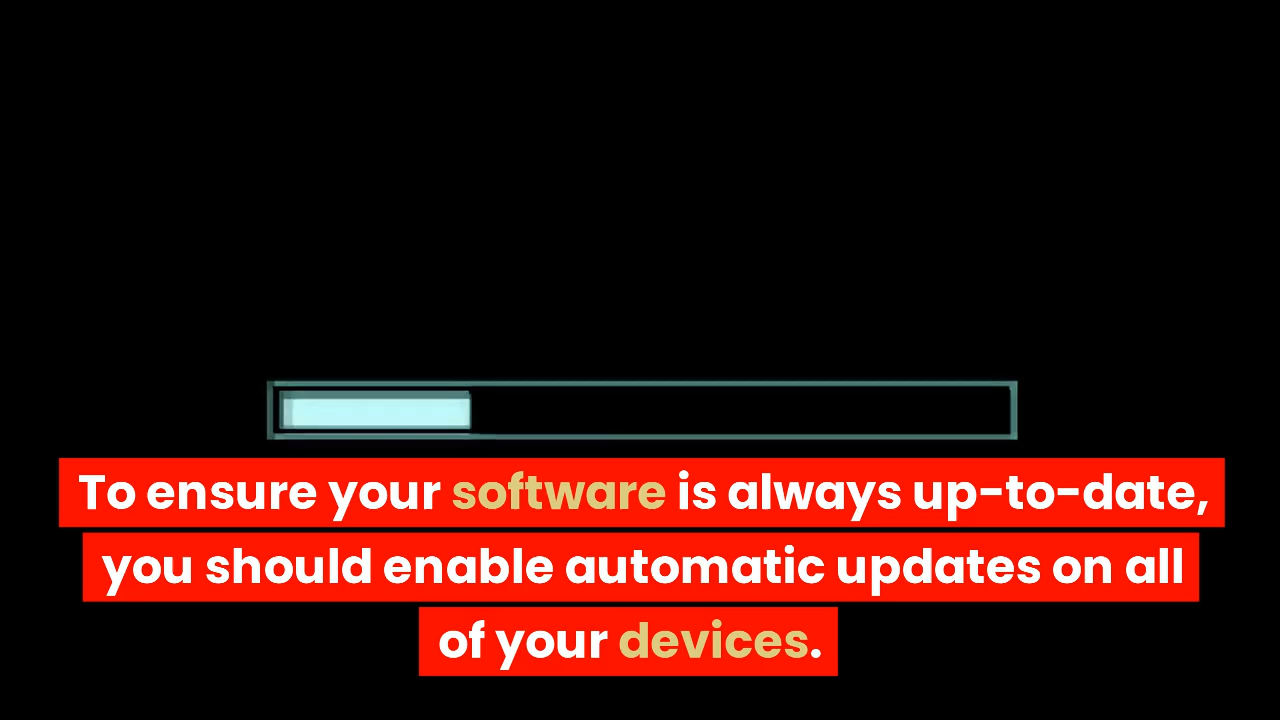 To ensure your software is always up-to-date,
you should enable automatic updates on all
of your devices.